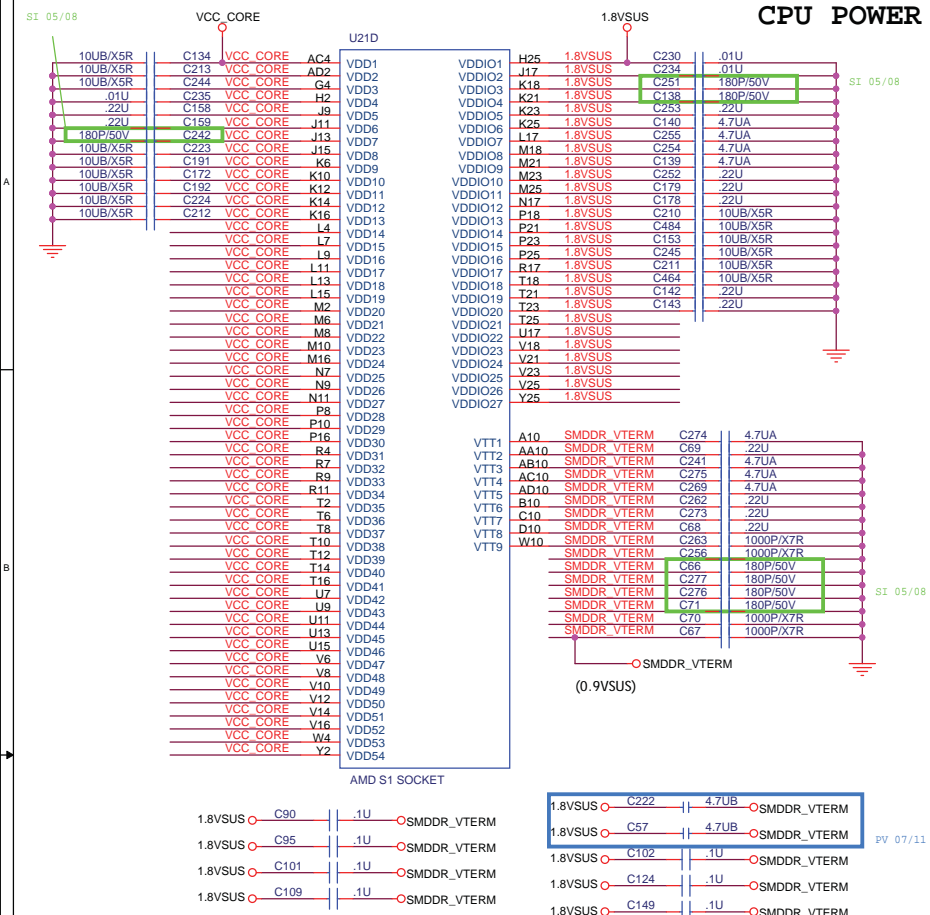 SI 05/08
VCC_CORE
1.8VSUS
CPU POWER
U21D
10UB/X5R C134 VCC_CORE AC4 VDD1 VDDIO1 H25 1.8VSUS C230 .01U
10UB/X5R C213 VCC_CORE AD2 VDD2 VDDIO2 J17 1.8VSUS C234 .01U
10UB/X5R C244 VCC_CORE G4 VDD3 VDDIO3 K18 1.8VSUS C251 180P/50V SI 05/08
.01U C235 VCC_CORE H2 VDD4 VDDIO4 K21 1.8VSUS C138 180P/50V
.22U C158 VCC_CORE J9 VDD5 VDDIO5 K23 1.8VSUS C253 .22U
.22U C159 VCC_CORE J11 VDD6 VDDIO6 K25 1.8VSUS C140 4.7UA
180P/50V C242 VCC_CORE J13 VDD7 VDDIO7 L17 1.8VSUS C255 4.7UA
10UB/X5R C223 VCC_CORE J15 VDD8 VDDIO8 M18 1.8VSUS C254 4.7UA
10UB/X5R C191 VCC_CORE K6 VDD9 VDDIO9 M21 1.8VSUS C139 4.7UA
10UB/X5R C172 VCC_CORE K10 VDD10 VDDIO10 M23 1.8VSUS C252 .22U
A 10UB/X5R C192 VCC_CORE K12 VDD11 VDDIO11 M25 1.8VSUS C179 .22U
10UB/X5R C224 VCC_CORE K14 VDD12 VDDIO12 N17 1.8VSUS C178 .22U
10UB/X5R C212 VCC_CORE K16 VDD13 VDDIO13 P18 1.8VSUS C210 10UB/X5R
VCC_CORE L4 VDD14 VDDIO14 P21 1.8VSUS C484 10UB/X5R
VCC_CORE L7 VDD15 VDDIO15 P23 1.8VSUS C153 10UB/X5R
VCC_CORE L9 VDD16 VDDIO16 P25 1.8VSUS C245 10UB/X5R
VCC_CORE L11 VDD17 VDDIO17 R17 1.8VSUS C211 10UB/X5R
VCC_CORE L13 VDD18 VDDIO18 T18 1.8VSUS C464 10UB/X5R
VCC_CORE L15 VDD19 VDDIO19 T21 1.8VSUS C142 .22U
VCC_CORE M2 VDD20 VDDIO20 T23 1.8VSUS C143 .22U
VCC_CORE M6 VDD21 VDDIO21 T25 1.8VSUS
VCC_CORE M8 VDD22 VDDIO22 U17 1.8VSUS
VCC_CORE M10 VDD23 VDDIO23 V18 1.8VSUS
VCC_CORE M16 VDD24 VDDIO24 V21 1.8VSUS
VCC_CORE N7 VDD25 VDDIO25 V23 1.8VSUS
VCC_CORE N9 VDD26 VDDIO26 V25 1.8VSUS
VCC_CORE N11 VDD27 VDDIO27 Y25 1.8VSUS
VCC_CORE P8 VDD28
VCC_CORE P10 VDD29
VCC_CORE P16 VDD30 VTT1 A10 SMDDR_VTERM C274 4.7UA
VCC_CORE R4 VDD31 VTT2 AA10 SMDDR_VTERM C69 .22U
VCC_CORE R7 VDD32 VTT3 AB10 SMDDR_VTERM C241 4.7UA
VCC_CORE R9 VDD33 VTT4 AC10 SMDDR_VTERM C275 4.7UA
VCC_CORE R11 VDD34 VTT5 AD10 SMDDR_VTERM C269 4.7UA
VCC_CORE T2 VDD35 VTT6 B10 SMDDR_VTERM C262 .22U
VCC_CORE T6 VDD36 VTT7 C10 SMDDR_VTERM C273 .22U
VCC_CORE T8 VDD37 VTT8 D10 SMDDR_VTERM C68 .22U
VCC_CORE T10 VDD38 VTT9 W10 SMDDR_VTERM C263 1000P/X7R
VCC_CORE T12 VDD39 SMDDR_VTERM C256 1000P/X7R
B VCC_CORE T14 VDD40 SMDDR_VTERM C66 180P/50V
VCC_CORE T16 VDD41 SMDDR_VTERM C277 180P/50V
VCC_CORE U7 VDD42 SMDDR_VTERM C276 180P/50V SI 05/08
VCC_CORE U9 VDD43 SMDDR_VTERM C71 180P/50V
VCC_CORE U11 VDD44 SMDDR_VTERM C70 1000P/X7R
VCC_CORE U13 VDD45 SMDDR_VTERM C67 1000P/X7R
VCC_CORE U15 VDD46
VCC_CORE V6 VDD47 SMDDR_VTERM
VCC_CORE V8 VDD48
VCC_CORE V10 VDD49 (0.9VSUS)
VCC_CORE V12 VDD50
VCC_CORE V14 VDD51
VCC_CORE V16 VDD52
VCC_CORE W4 VDD53
VCC_CORE Y2 VDD54
AMD S1 SOCKET
1.8VSUS C90 .1U SMDDR_VTERM 1.8VSUS C222 4.7UB SMDDR_VTERM
1.8VSUS C95 .1U SMDDR_VTERM 1.8VSUS C57 4.7UB SMDDR_VTERM PV 07/11
1.8VSUS C101 .1U SMDDR_VTERM 1.8VSUS C102 .1U SMDDR_VTERM
1.8VSUS C109 .1U SMDDR_VTERM 1.8VSUS C124 .1U SMDDR_VTERM
1.8VSUS C149 .1U SMDDR_VTERM